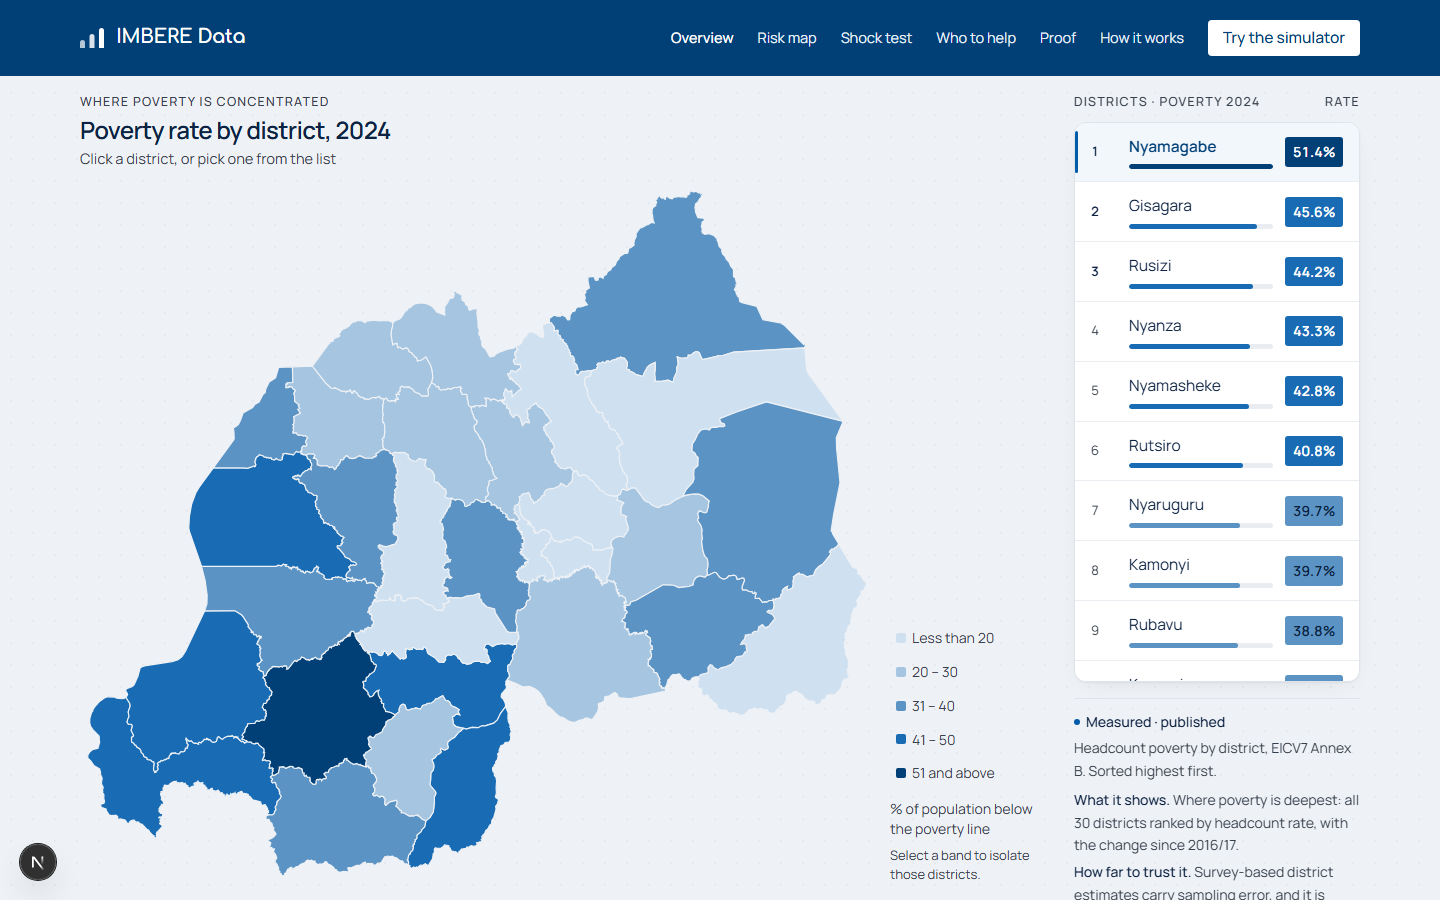 IMBERE Data
Overview
Risk map
Shock test
Who to help
Proof
How it works
Try the simulator
WHERE POVERTY IS CONCENTRATED
Poverty rate by district, 2024
Click a district, or pick one from the list
Less than 20
20 – 30
31 – 40
41 – 50
51 and above
% of population below
the poverty line
Select a band to isolate
those districts.
DISTRICTS · POVERTY 2024 RATE
1 Nyamagabe 51.4%
2 Gisagara 45.6%
3 Rusizi 44.2%
4 Nyanza 43.3%
5 Nyamasheke 42.8%
6 Rutsiro 40.8%
7 Nyaruguru 39.7%
8 Kamonyi 39.7%
9 Rubavu 38.8%
Measured · published
Headcount poverty by district, EICV7 Annex
B. Sorted highest first.
What it shows. Where poverty is deepest: all
30 districts ranked by headcount rate, with
the change since 2016/17.
How far to trust it. Survey-based district
estimates carry sampling error, and it is
N